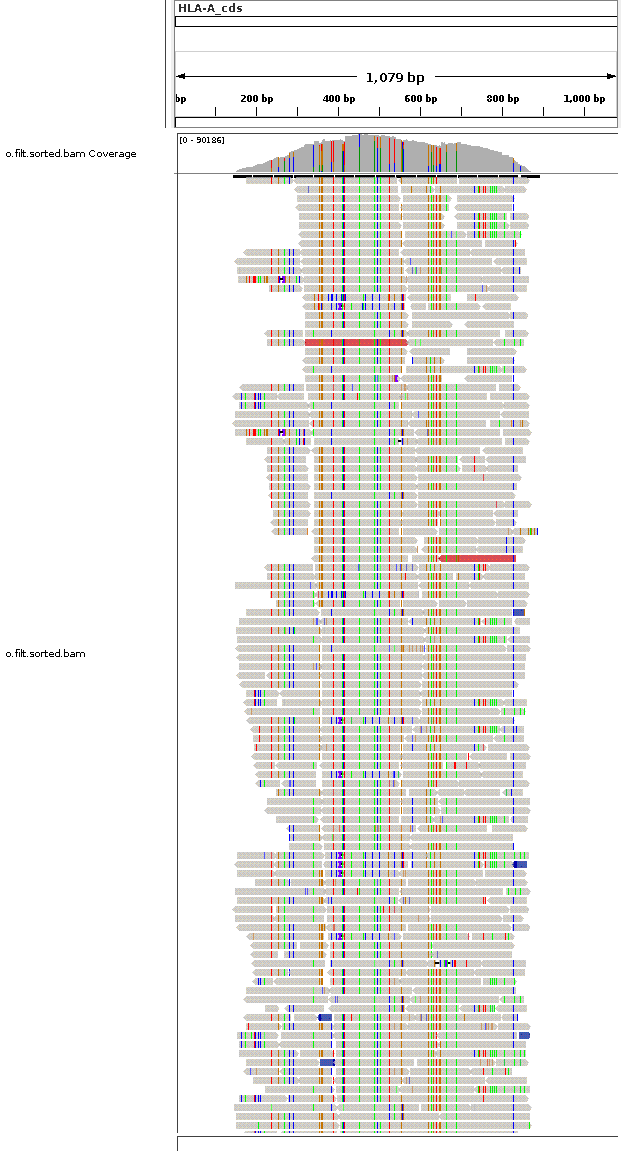 HLA-A_cds
1,079 bp
bp 200 bp 400 bp 600 bp 800 bp 1,000 bp
[0 - 90186]
o.filt.sorted.bam Coverage
o.filt.sorted.bam